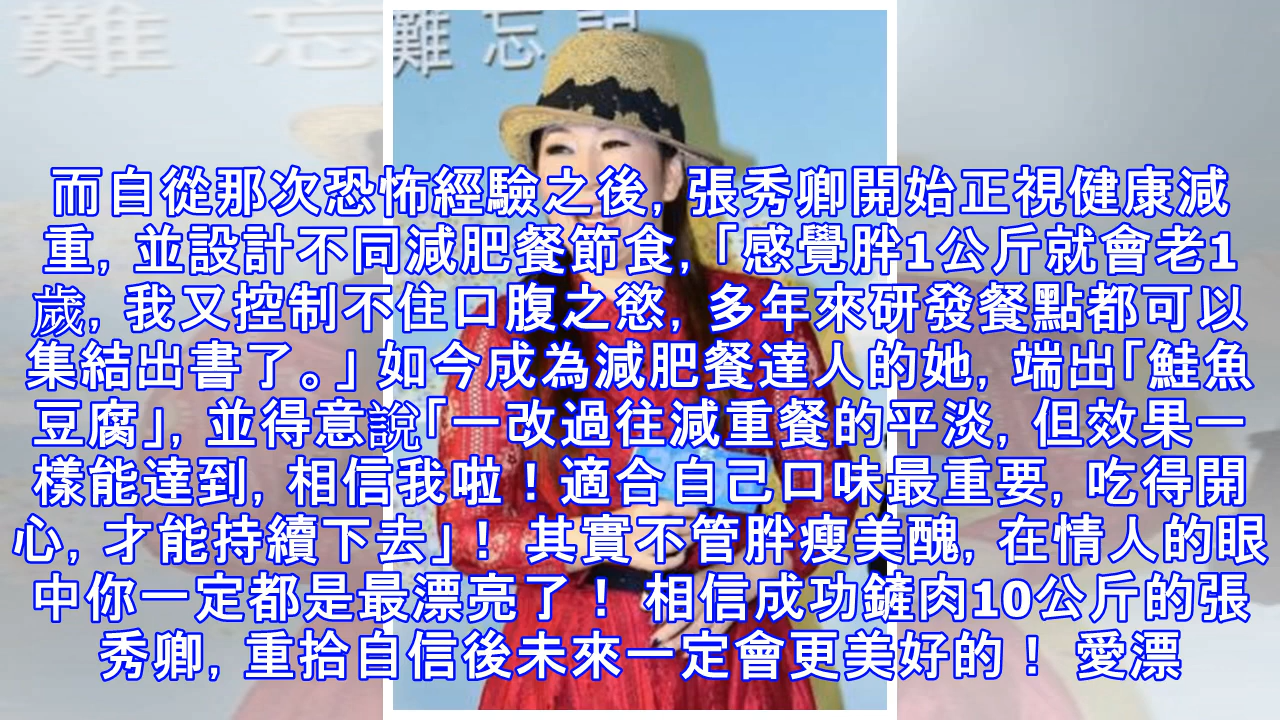 難忘
難忘記
而自從那次恐怖經驗之後, 張秀卿開始正視健康減
重, 並設計不同減肥餐節食,「感覺胖1公斤就會老1
歲, 我又控制不住口腹之慾, 多年來研發餐點都可以
集結出書了。」如今成為減肥餐達人的她, 端出「鮭魚
豆腐」, 並得意說「一改過往減重餐的平淡, 但效果一
樣能達到, 相信我啦！適合自己口味最重要, 吃得開
心, 才能持續下去」！ 其實不管胖瘦美醜, 在情人的眼
中你一定都是最漂亮了！ 相信成功鏟肉10公斤的張
秀卿, 重拾自信後未來一定會更美好的！ 愛漂